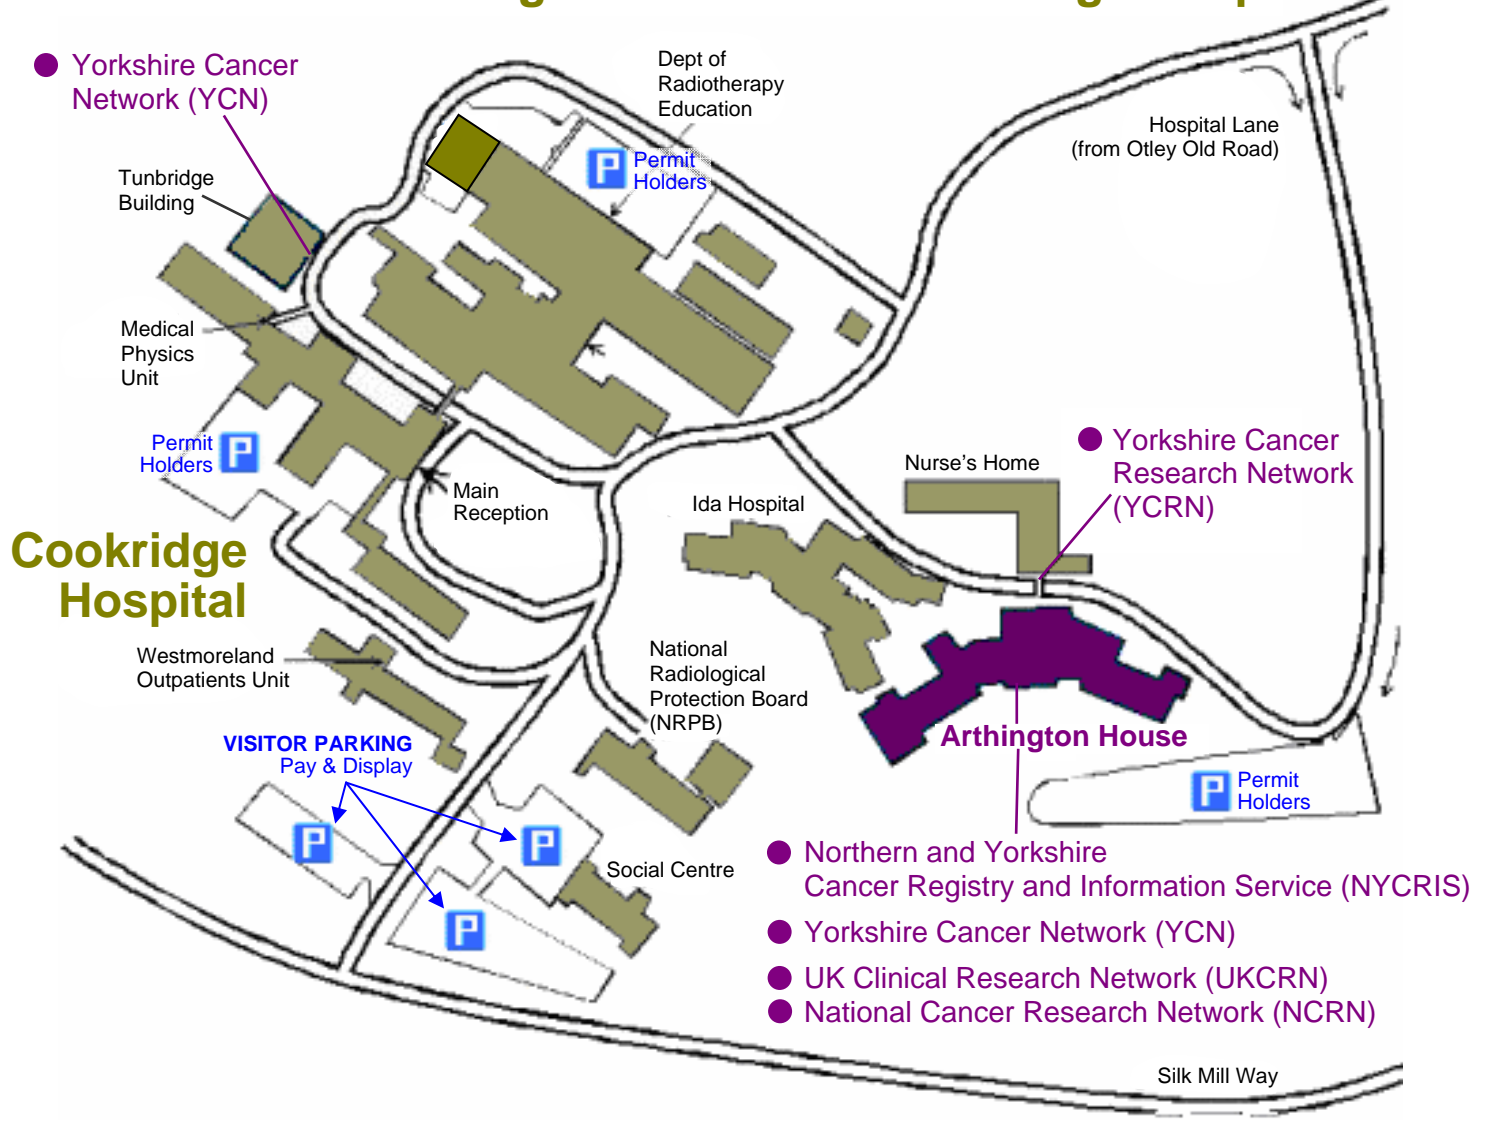 Yorkshire Cancer
Network (YCN)
Dept of
Radiotherapy
Education
Hospital Lane
(from Otley Old Road)
P
Permit
Holders
Tunbridge
Building
Medical
Physics
Unit
Permit
Holders
P
Main
Reception
Nurse's Home
Yorkshire Cancer
Research Network
(YCRN)
Ida Hospital
Cookridge
Hospital
Westmoreland
Outpatients Unit
National
Radiological
Protection Board
(NRPB)
Arthington House
VISITOR PARKING
Pay & Display
P
P
P
P
Permit
Holders
Social Centre
Northern and Yorkshire
Cancer Registry and Information Service (NYCRIS)
Yorkshire Cancer Network (YCN)
UK Clinical Research Network (UKCRN)
National Cancer Research Network (NCRN)
Silk Mill Way